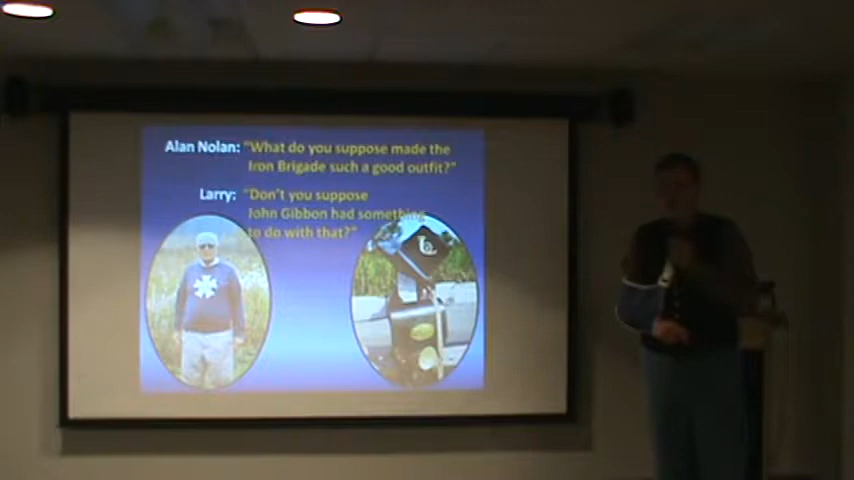 Alan Nolan: "What do you suppose made the
Iron Brigade such a good outfit?"
Larry: "Don't you suppose
John Gibbon had something
to do with that?"